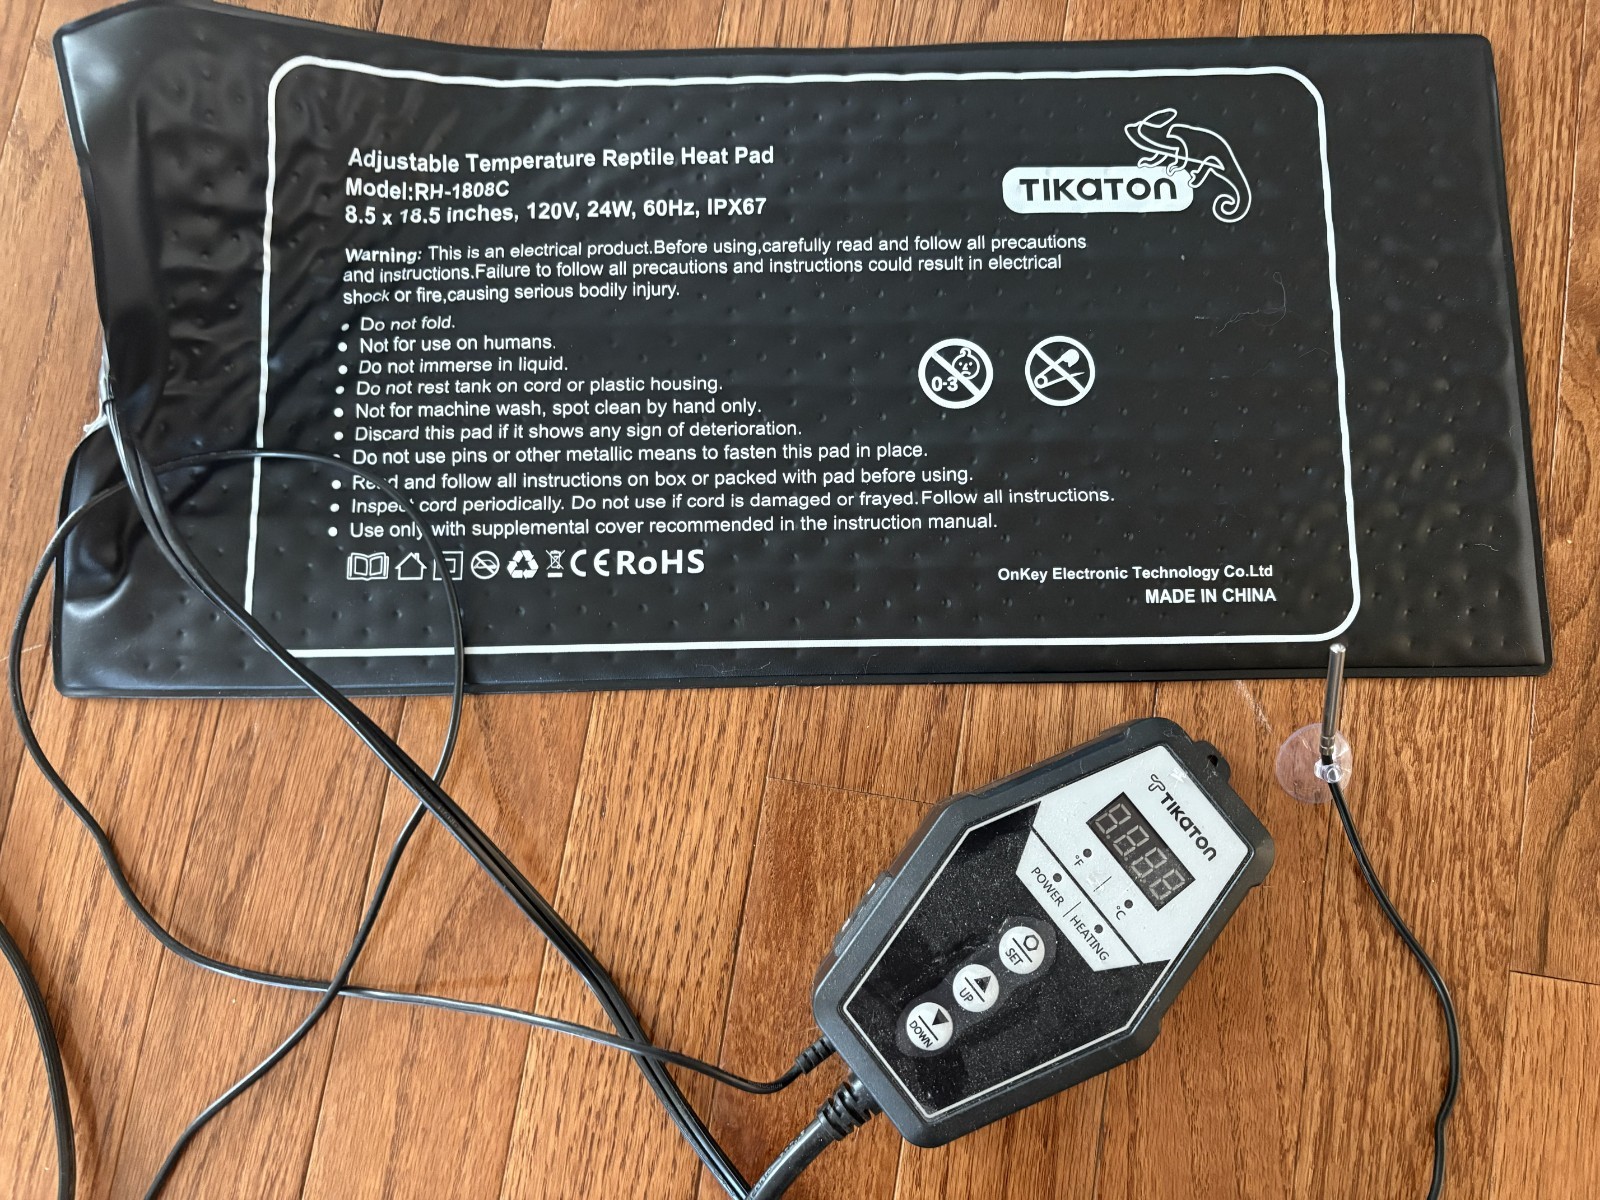 Adjustable Temperature Reptile Heat Pad
Model:RH-1808C
8.5 x 18.5 inches, 120V, 24W, 60Hz, IPX67
TIKATON
Warning: This is an electrical product.Before using,carefully read and follow all precautions
and instructions.Failure to follow all precautions and instructions could result in electrical
shock or fire,causing serious bodily injury.
• Do not fold.
• Not for use on humans.
• Do not immerse in liquid.
• Do not rest tank on cord or plastic housing.
• Not for machine wash, spot clean by hand only.
• Discard this pad if it shows any sign of deterioration.
• Do not use pins or other metallic means to fasten this pad in place.
• Read and follow all instructions on box or packed with pad before using.
• Inspect cord periodically. Do not use if cord is damaged or frayed.Follow all instructions.
• Use only with supplemental cover recommended in the instruction manual.
0-3
CE RoHS
OnKey Electronic Technology Co.Ltd
MADE IN CHINA
TIKATON
°F
°C
POWER
HEATING
SET
UP
DOWN